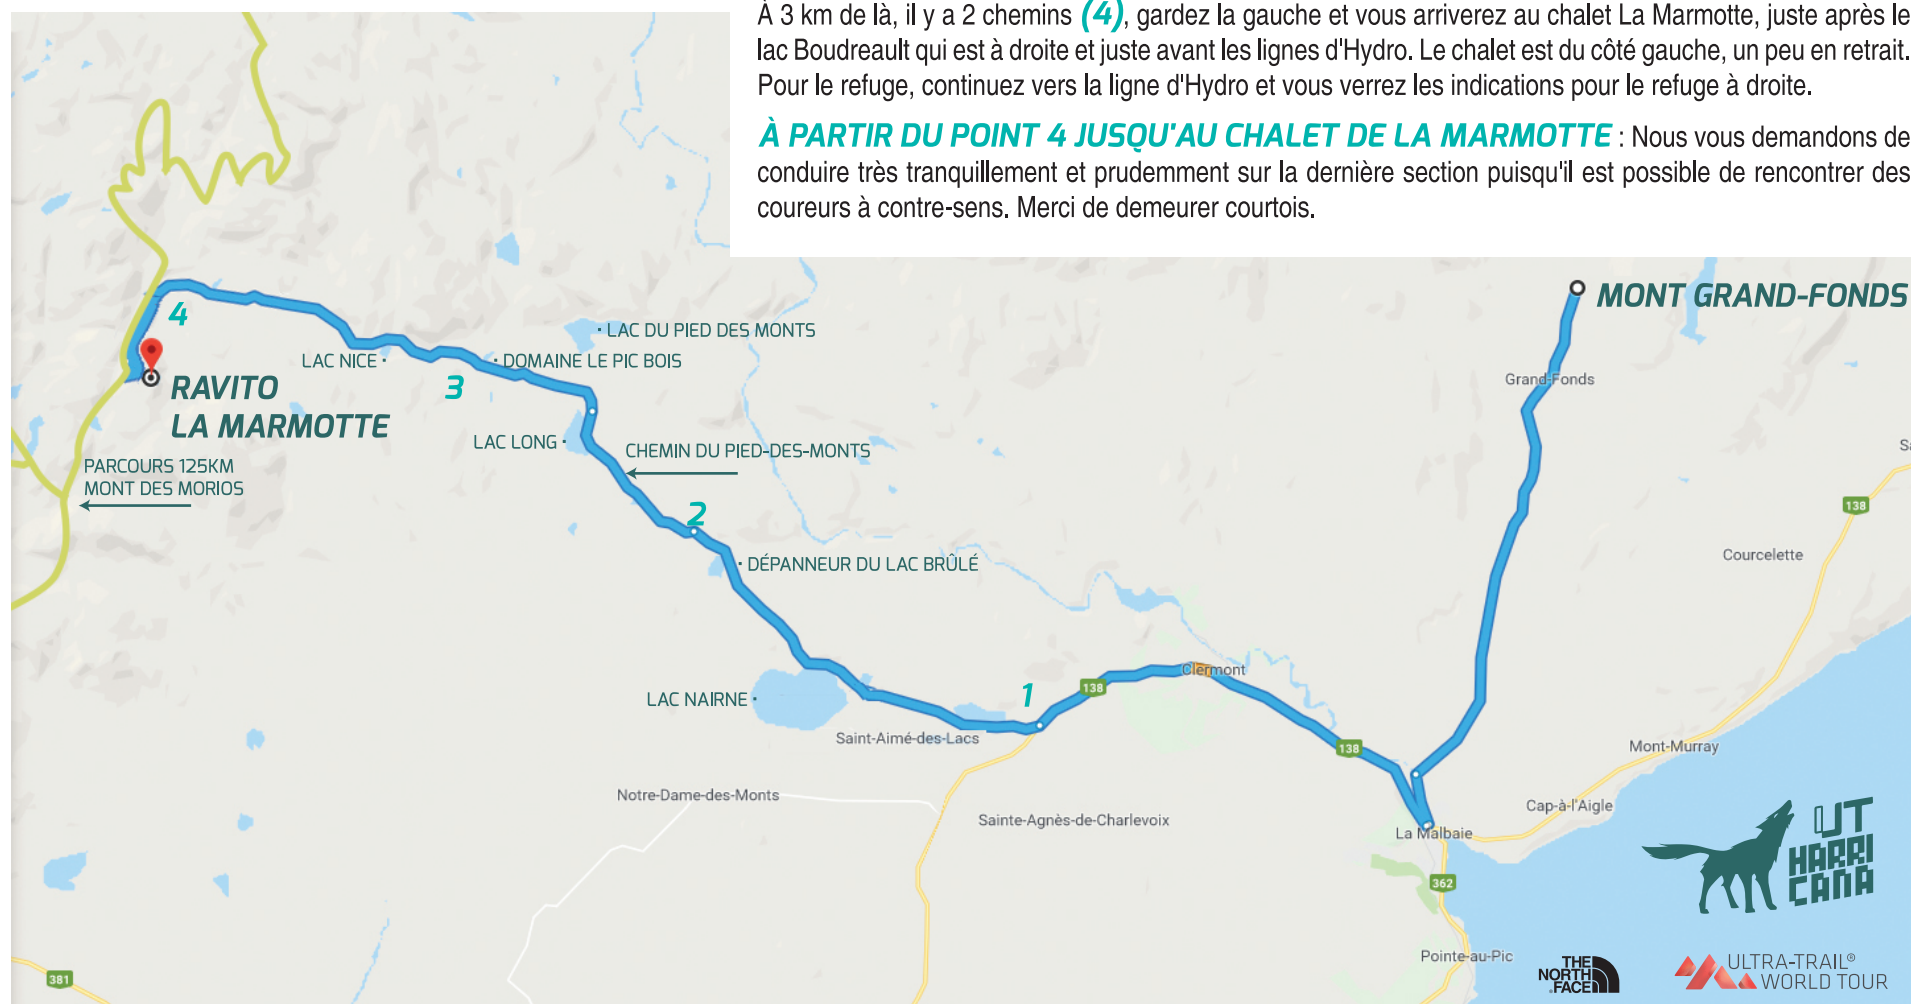 À 3 km de là, il y a 2 chemins (4), gardez la gauche et vous arriverez au chalet La Marmotte, juste après le
lac Boudreault qui est à droite et juste avant les lignes d'Hydro. Le chalet est du côté gauche, un peu en retrait.
Pour le refuge, continuez vers la ligne d'Hydro et vous verrez les indications pour le refuge à droite.
À PARTIR DU POINT 4 JUSQU'AU CHALET DE LA MARMOTTE : Nous vous demandons de
conduire très tranquillement et prudemment sur la dernière section puisqu'il est possible de rencontrer des
coureurs à contre-sens. Merci de demeurer courtois.
MONT GRAND-FONDS
4
LAC DU PIED DES MONTS
LAC NICE
DOMAINE LE PIC BOIS
3
Grand-Fonds
RAVITO
LA MARMOTTE
LAC LONG
CHEMIN DU PIED-DES-MONTS
Sa
PARCOURS 125KM
MONT DES MORIOS
2
138
DÉPANNEUR DU LAC BRÛLÉ
Courcelette
Clermont
138
1
LAC NAIRNE
Saint-Aimé-des-Lacs
138
Mont-Murray
Notre-Dame-des-Monts
Sainte-Agnès-de-Charlevoix
Cap-à-l'Aigle
La Malbaie
UT
HARRI
CANA
362
Pointe-au-Pic
381
THE
NORTH
FACE
ULTRA-TRAIL®
WORLD TOUR